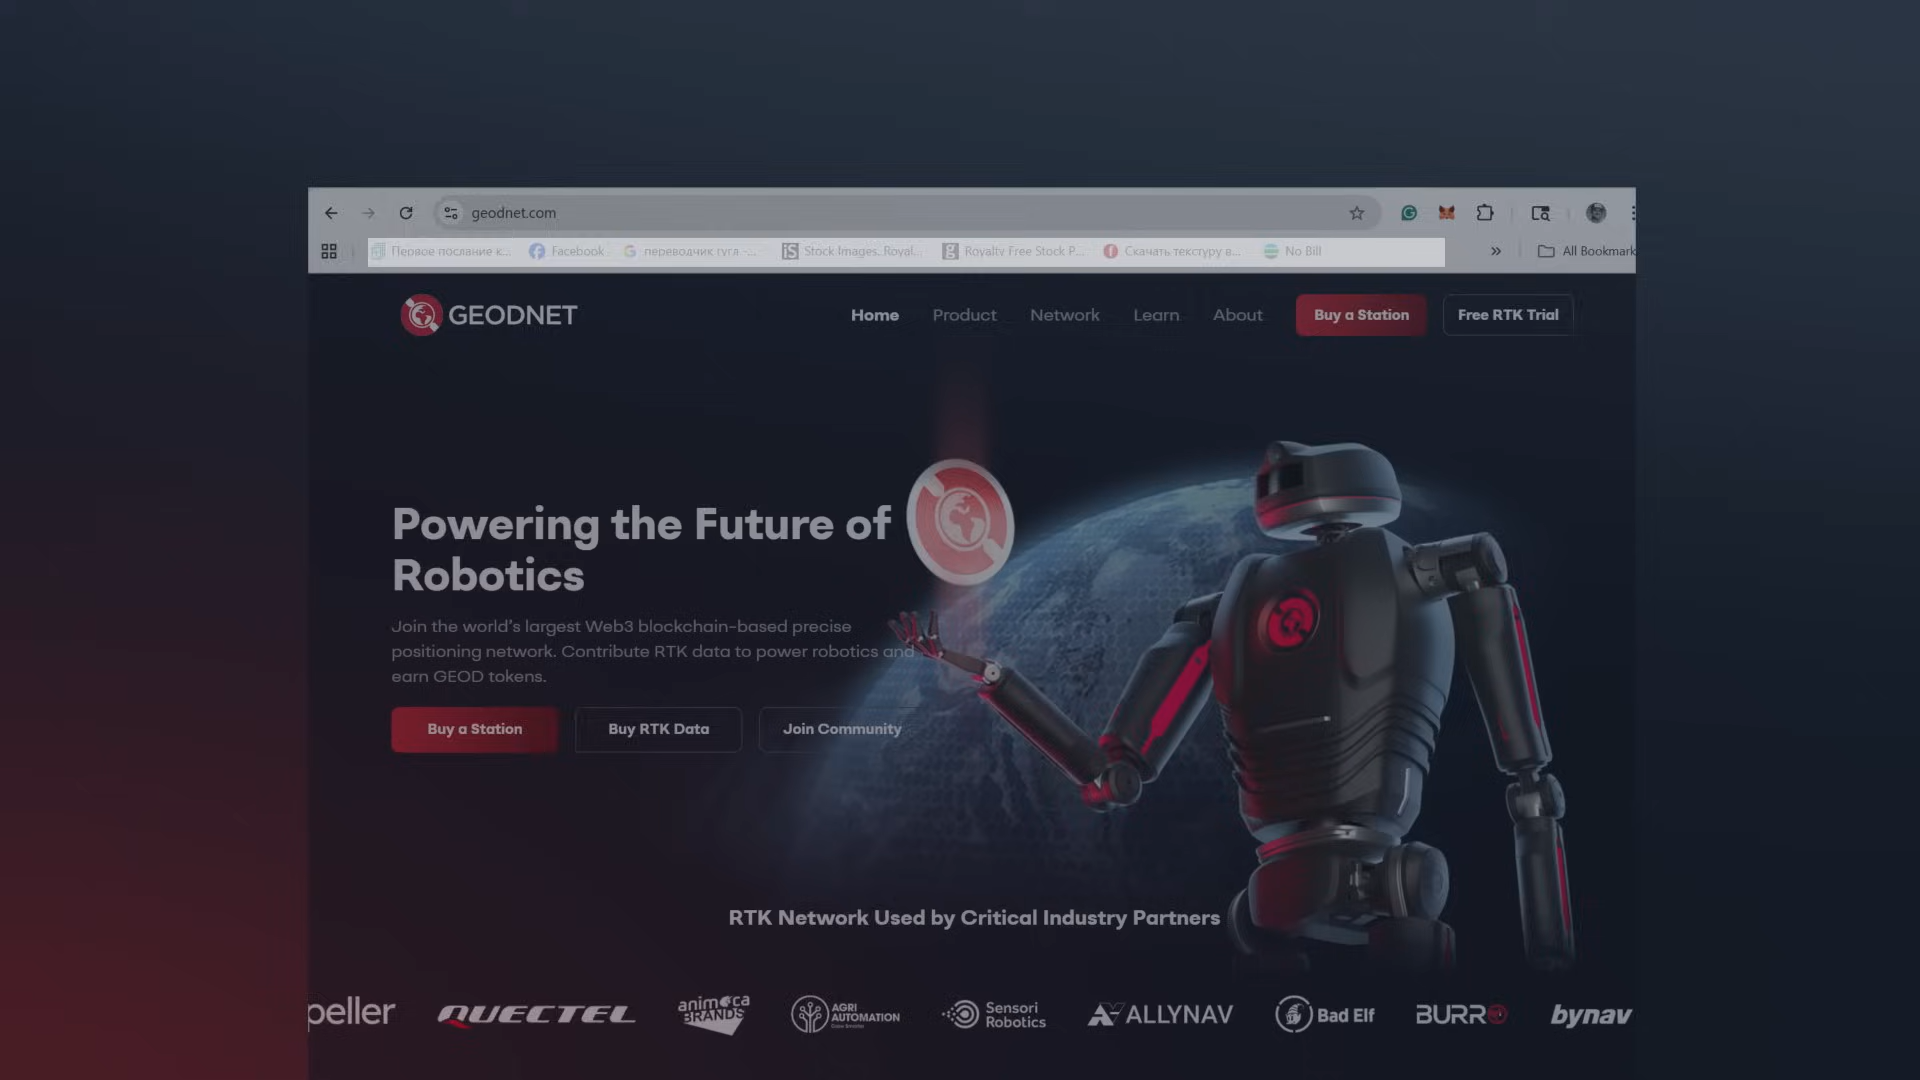 geodnet.com
Первое послание к...
Facebook
переводчик гугл -...
iS Stock Images, Royal...
g Royalty Free Stock P...
Скачать текстуру в...
No Bill
»
All Bookmark
GEODNET
Home
Product
Network
Learn
About
Buy a Station
Free RTK Trial
Powering the Future of
Robotics
Join the world's largest Web3 blockchain-based precise
positioning network. Contribute RTK data to power robotics and
earn GEOD tokens.
Buy a Station
Buy RTK Data
Join Community
RTK Network Used by Critical Industry Partners
peller
QUECTEL
animoca
BRANDS
AGRI
AUTOMATION
Sensori
Robotics
ALLYNAV
Bad Elf
BURRO
bynav